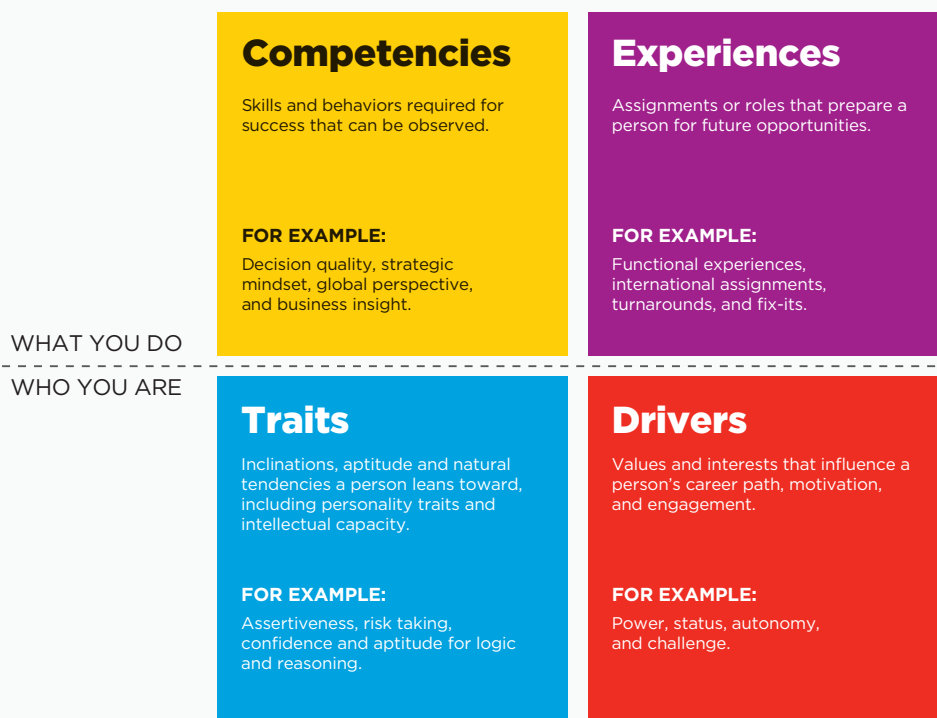 Competencies
Skills and behaviors required for
success that can be observed.
FOR EXAMPLE:
Decision quality, strategic
mindset, global perspective,
and business insight.
Experiences
Assignments or roles that prepare a
person for future opportunities.
FOR EXAMPLE:
Functional experiences,
international assignments,
turnarounds, and fix-its.
WHAT YOU DO
WHO YOU ARE
Traits
Inclinations, aptitude and natural
tendencies a person leans toward,
including personality traits and
intellectual capacity.
FOR EXAMPLE:
Assertiveness, risk taking,
confidence and aptitude for logic
and reasoning.
Drivers
Values and interests that influence a
person's career path, motivation,
and engagement.
FOR EXAMPLE:
Power, status, autonomy,
and challenge.